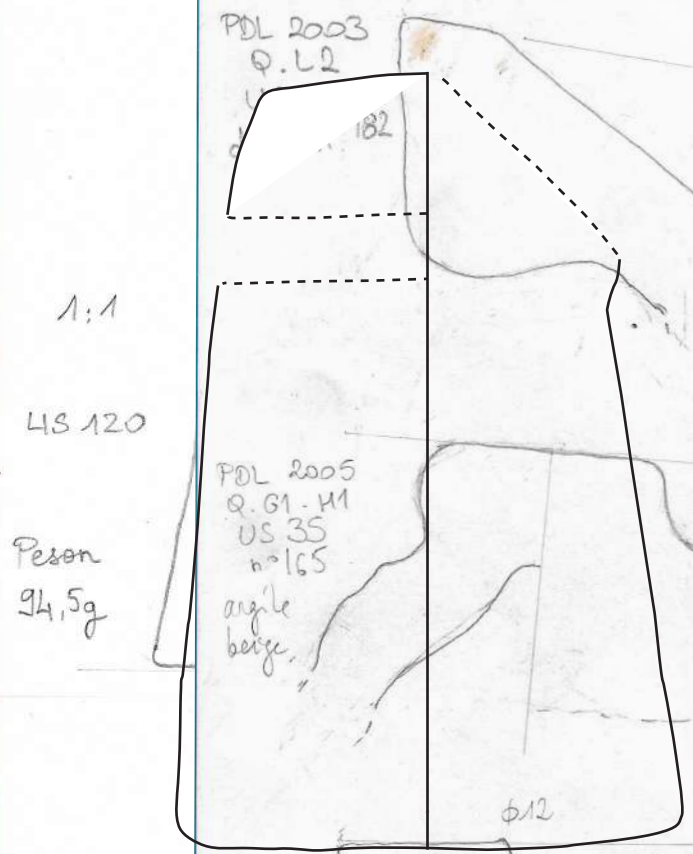 PDL 2003
Q. L2
182
1:1
US 120
Peson
94,5g
PDL 2005
Q. G1 - H1
US 35
n° 165
argile
beige
φ12